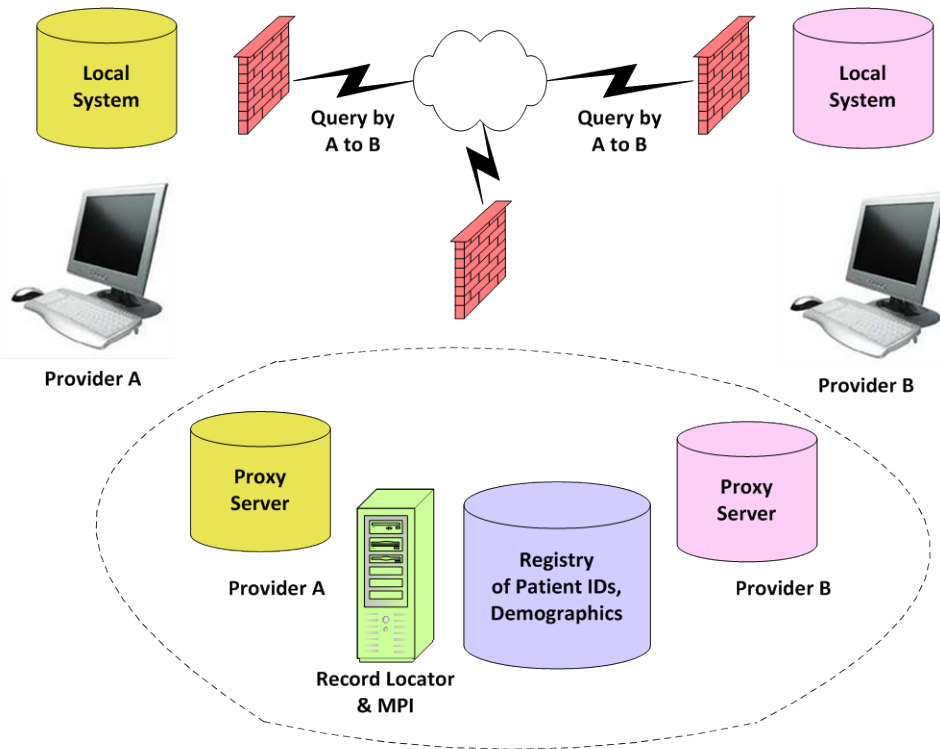 Local
System
Local
System
Query by
A to B
Query by
A to B
Provider A
Provider B
Proxy
Server
Proxy
Server
Registry
of Patient IDs,
Demographics
Provider A
Provider B
Record Locator
& MPI